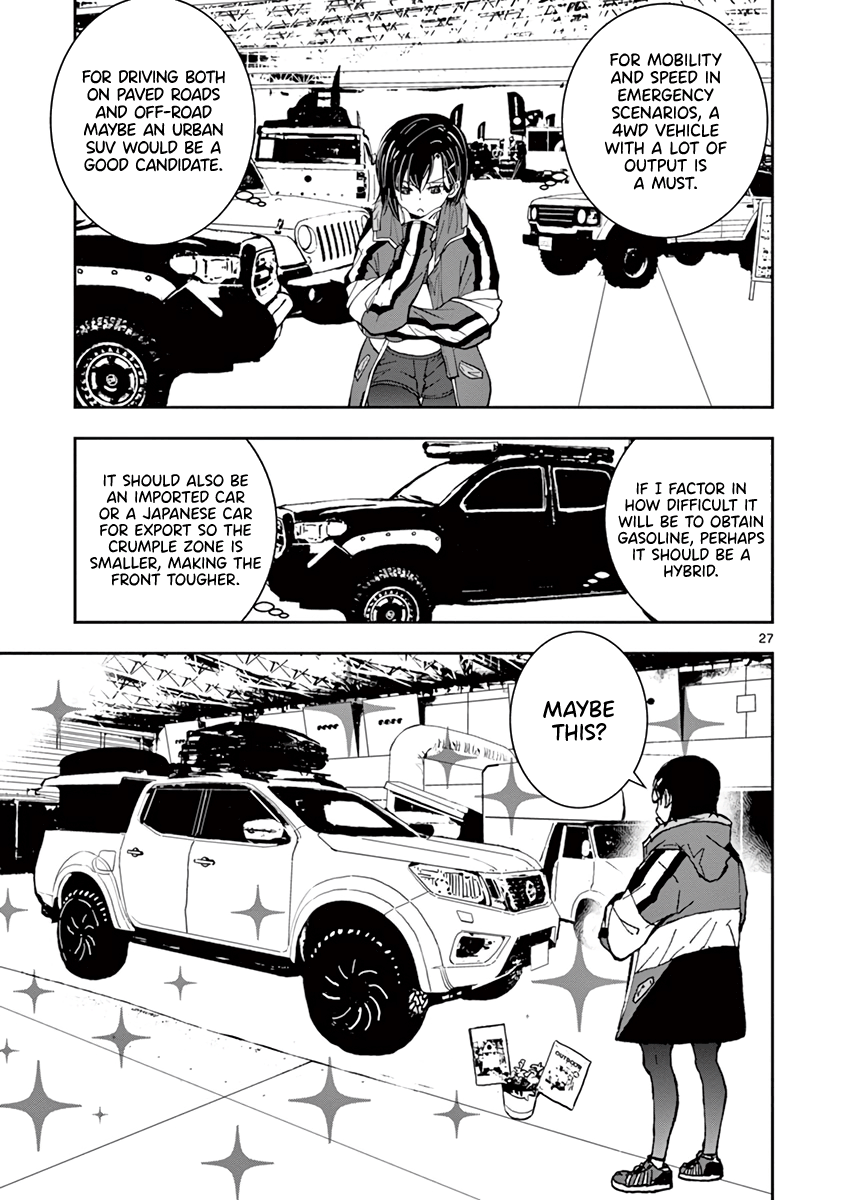 FOR MOBILITY
AND SPEED IN
EMERGENCY
SCENARIOS, A
4WD VEHICLE
WITH A LOT OF
OUTPUT IS
A MUST.
FOR DRIVING BOTH
ON PAVED ROADS
AND OFF-ROAD
MAYBE AN URBAN
SUV WOULD BE A
GOOD CANDIDATE.
IF I FACTOR IN
HOW DIFFICULT IT
WILL BE TO OBTAIN
GASOLINE, PERHAPS
IT SHOULD BE A
HYBRID.
IT SHOULD ALSO BE
AN IMPORTED CAR
OR A JAPANESE CAR
FOR EXPORT SO THE
CRUMPLE ZONE IS
SMALLER, MAKING THE
FRONT TOUGHER.
27
MAYBE
THIS?
OUTDOOR